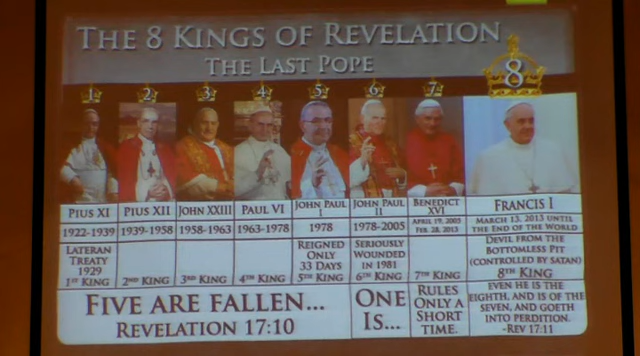 THE 8 KINGS OF REVELATION
THE LAST POPE
1 2 3 4 5 6 7 8
PIUS XI
1922-1939
LATERAN
TREATY
1929
1ST KING
PIUS XII
1939-1958
2ND KING
JOHN XXIII
1958-1963
3RD KING
PAUL VI
1963-1978
4TH KING
JOHN PAUL
I
1978
REIGNED
ONLY
33 DAYS
5TH KING
JOHN PAUL
II
1978-2005
SERIOUSLY
WOUNDED
IN 1981
6TH KING
BENEDICT
XVI
APRIL 19, 2005
FEB. 28, 2013
7TH KING
FRANCIS I
MARCH 13, 2013 UNTIL
THE END OF THE WORLD
DEVIL FROM THE
BOTTOMLESS PIT
(CONTROLLED BY SATAN)
8TH KING
FIVE ARE FALLEN...
REVELATION 17:10
ONE
IS...
RULES
ONLY A
SHORT
TIME.
EVEN HE IS THE
EIGHTH, AND IS OF THE
SEVEN, AND GOETH
INTO PERDITION.
-REV 17:11